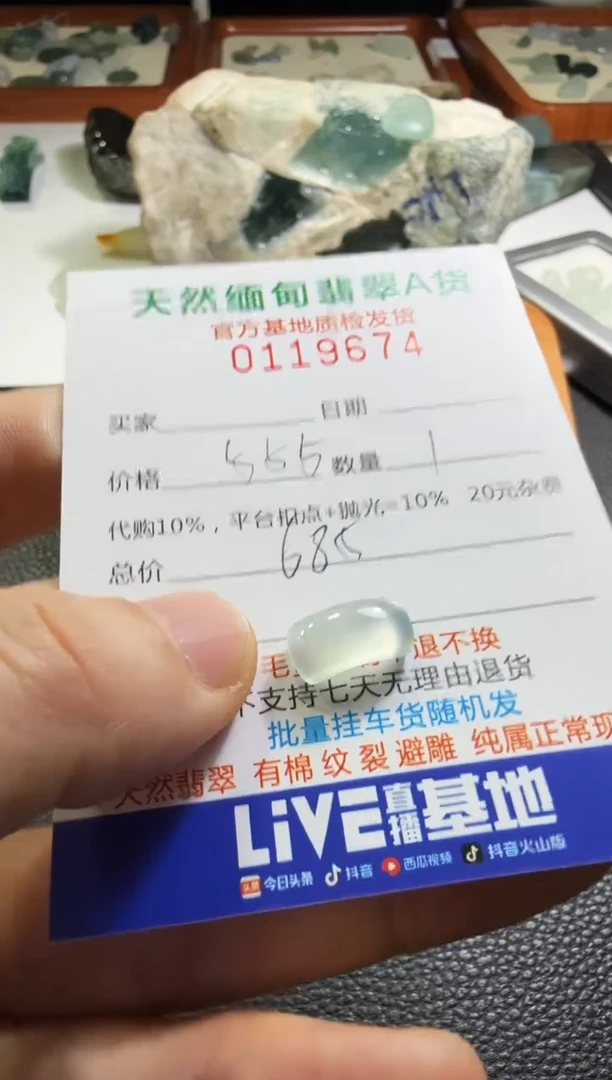 天然缅甸翡翠A货
官方基地质检发货
0119674
买家 日期
价格 555 数量 1
代购10%，平台扣点+抛光=10% 20元杂费
总价 685
毛 退不换
不支持七天无理由退货
批量挂车货随机发
天然翡翠 有棉纹裂避雕 纯属正常现
LiVE直播基地
头条 今日头条 抖音 西瓜视频 抖音火山版